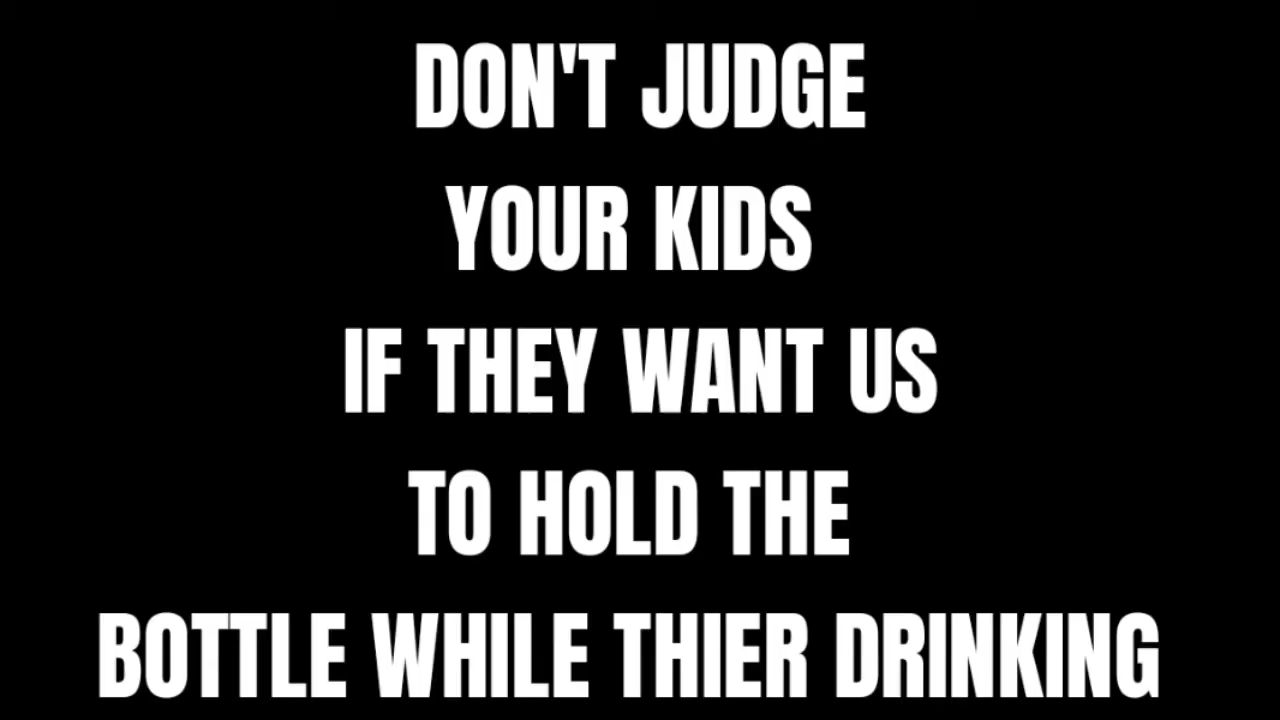 DON'T JUDGE
YOUR KIDS
IF THEY WANT US
TO HOLD THE
BOTTLE WHILE THIER DRINKING